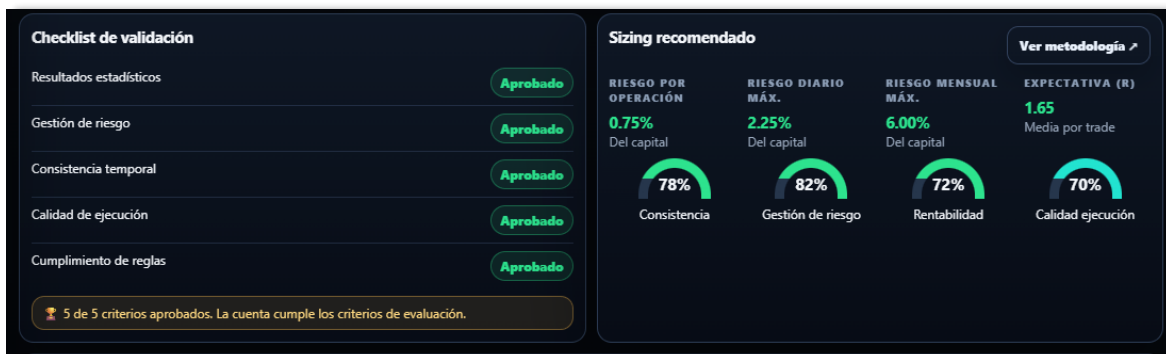 Checklist de validación
Resultados estadísticos
Aprobado
Gestión de riesgo
Aprobado
Consistencia temporal
Aprobado
Calidad de ejecución
Aprobado
Cumplimiento de reglas
Aprobado
🏆 5 de 5 criterios aprobados. La cuenta cumple los criterios de evaluación.
Sizing recomendado
Ver metodología ↗
RIESGO POR
OPERACIÓN
0.75%
Del capital
RIESGO DIARIO
MÁX.
2.25%
Del capital
RIESGO MENSUAL
MÁX.
6.00%
Del capital
EXPECTATIVA (R)
1.65
Media por trade
78%
Consistencia
82%
Gestión de riesgo
72%
Rentabilidad
70%
Calidad ejecución